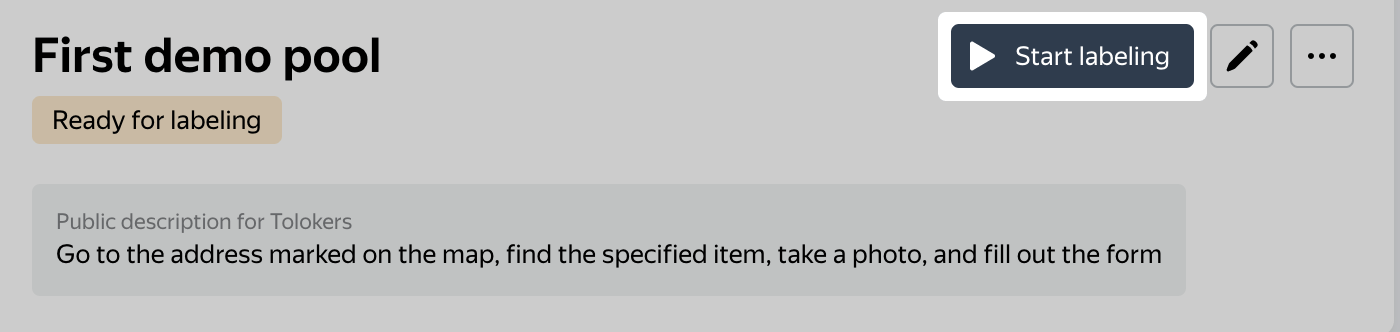 First demo pool
Start labeling
Ready for labeling
Public description for Tolokers
Go to the address marked on the map, find the specified item, take a photo, and fill out the form